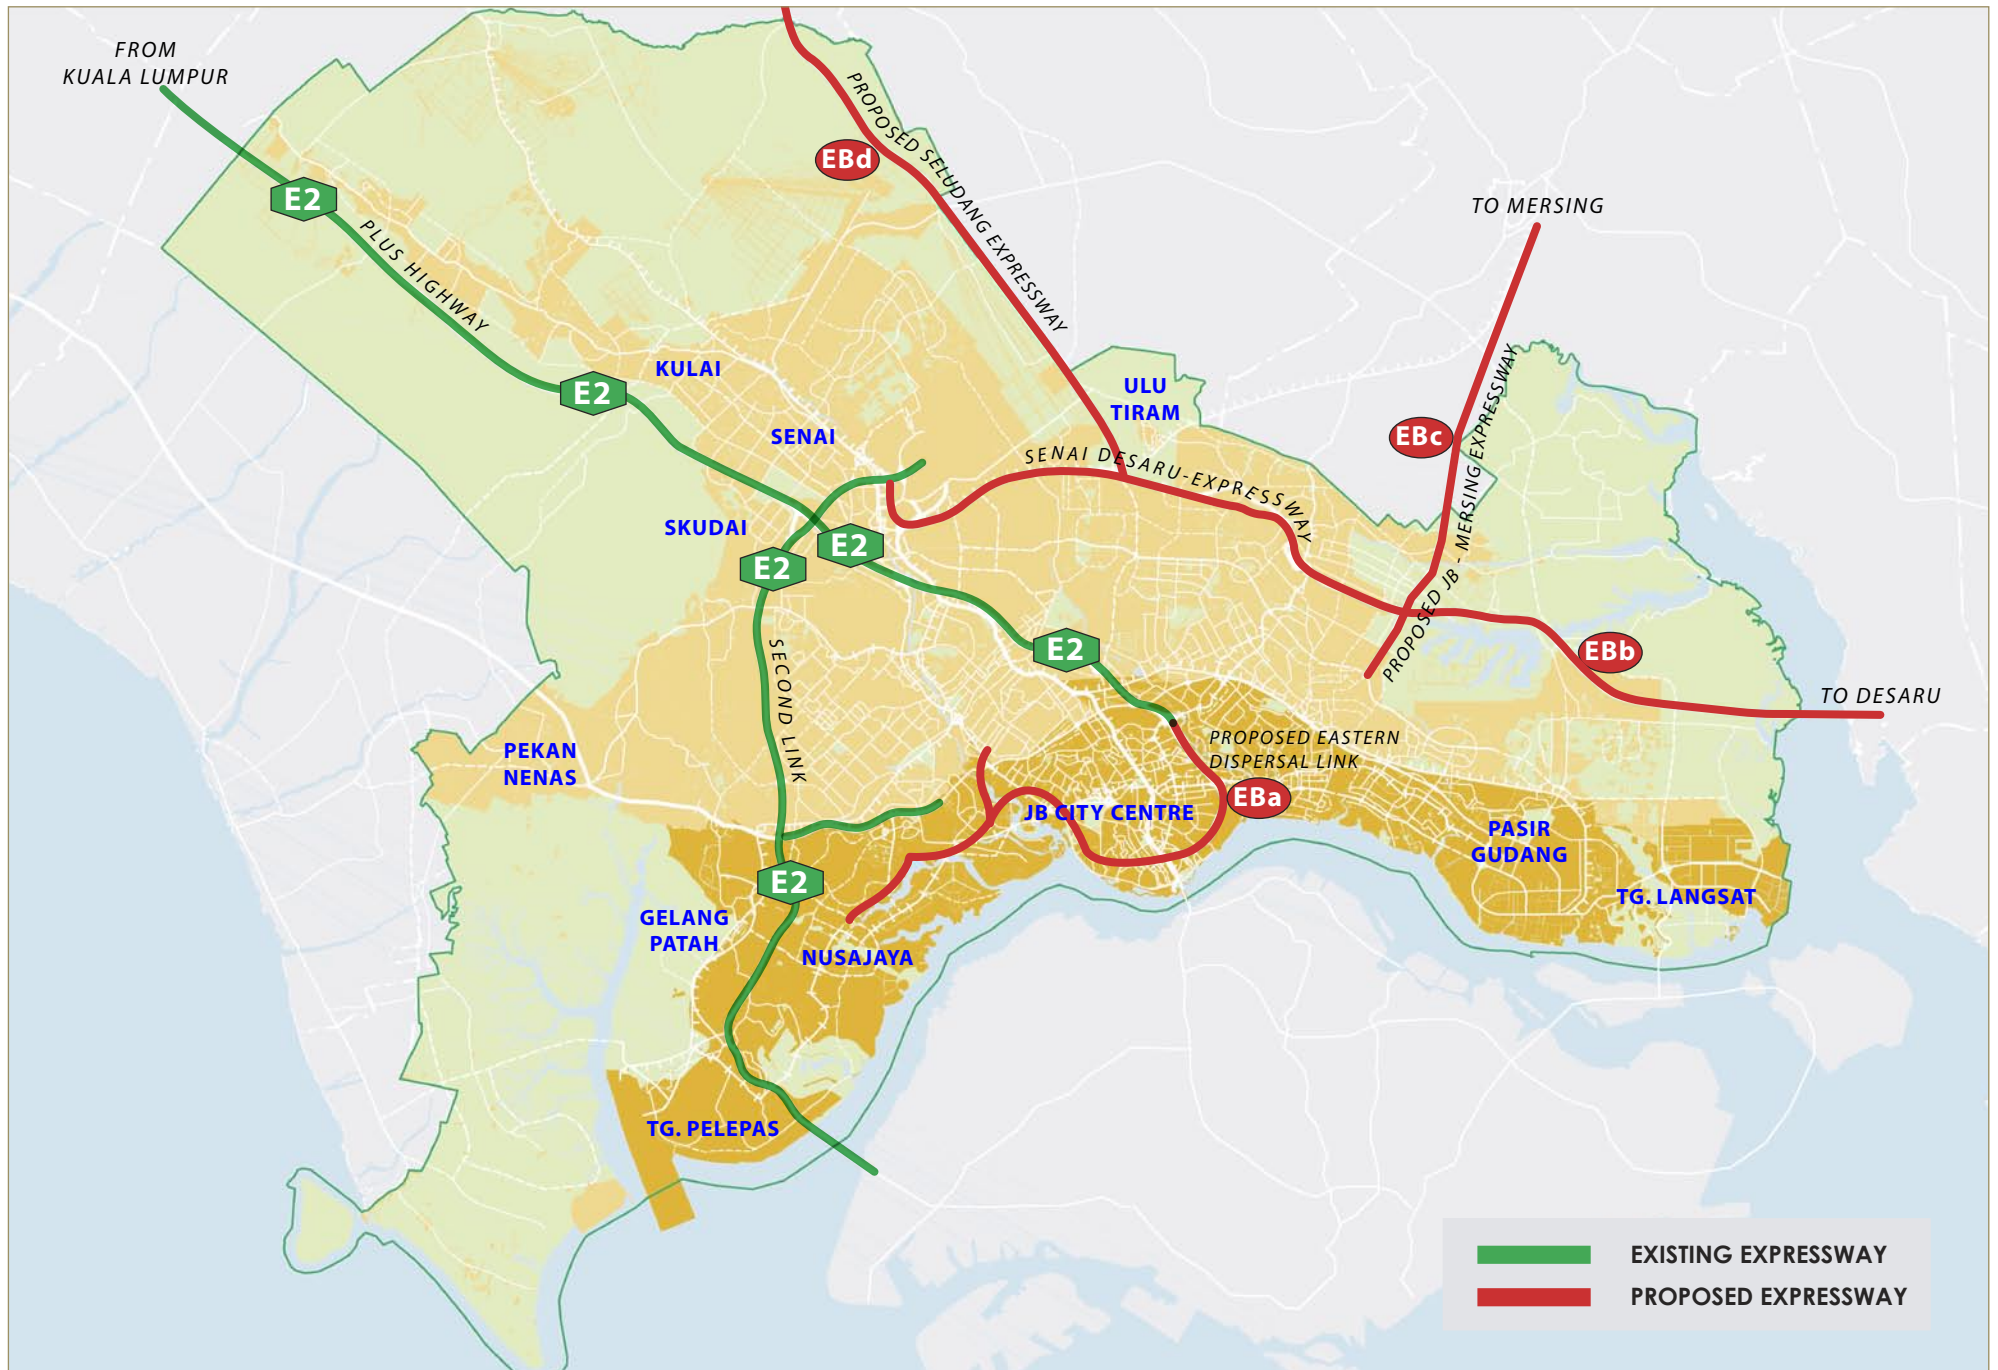 FROM
KUALA LUMPUR
E2
PLUS HIGHWAY
E2
KULAI
SENAI
SKUDAI
E2
E2
SECOND LINK
E2
EBd
PROPOSED SELUDANG EXPRESSWAY
ULU
TIRAM
SENAI DESARU-EXPRESSWAY
TO MERSING
EBc
PROPOSED JB - MERSING EXPRESSWAY
EBb
TO DESARU
PROPOSED EASTERN
DISPERSAL LINK
EBa
JB CITY CENTRE
PEKAN
NENAS
PASIR
GUDANG
TG. LANGSAT
E2
GELANG
PATAH
NUSAJAYA
TG. PELEPAS
EXISTING EXPRESSWAY
PROPOSED EXPRESSWAY